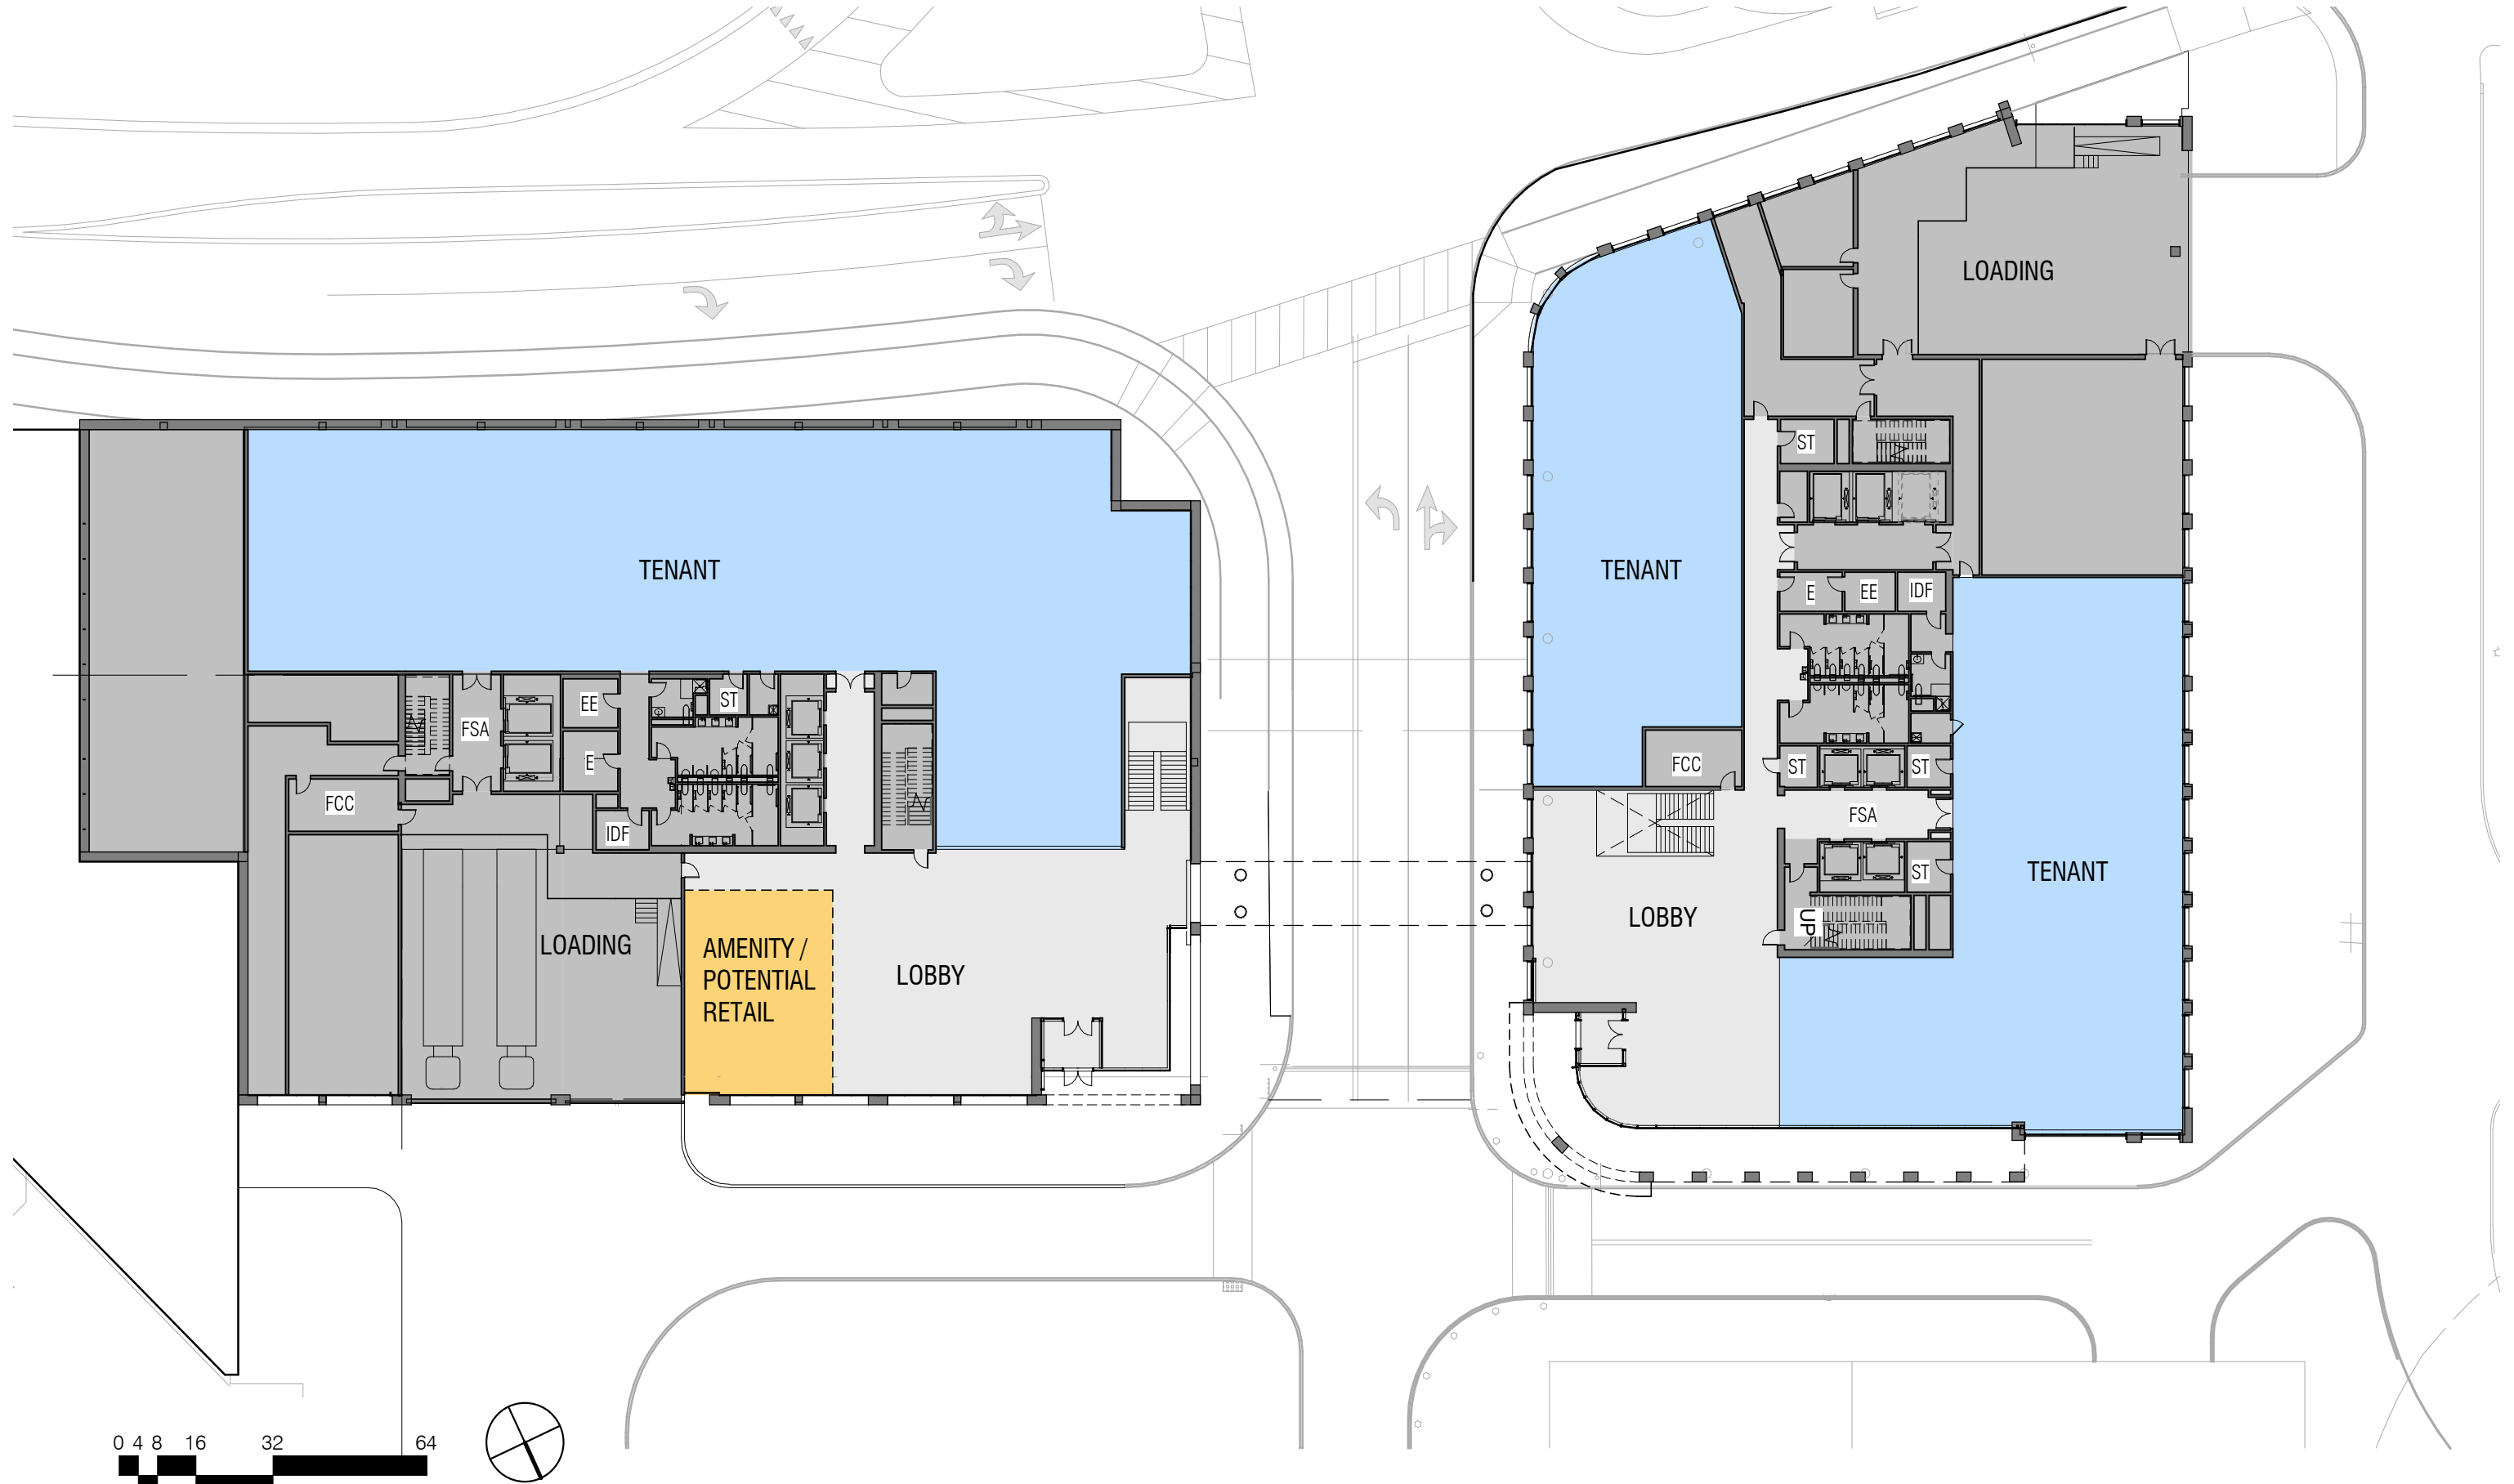 LOADING
ST
TENANT
TENANT
E
EE
IDF
EE
ST
FSA
E
FCC
ST
ST
FCC
IDF
FSA
ST
TENANT
LOADING
AMENITY /
POTENTIAL
RETAIL
LOBBY
LOBBY
UP
0 4 8 16 32 64